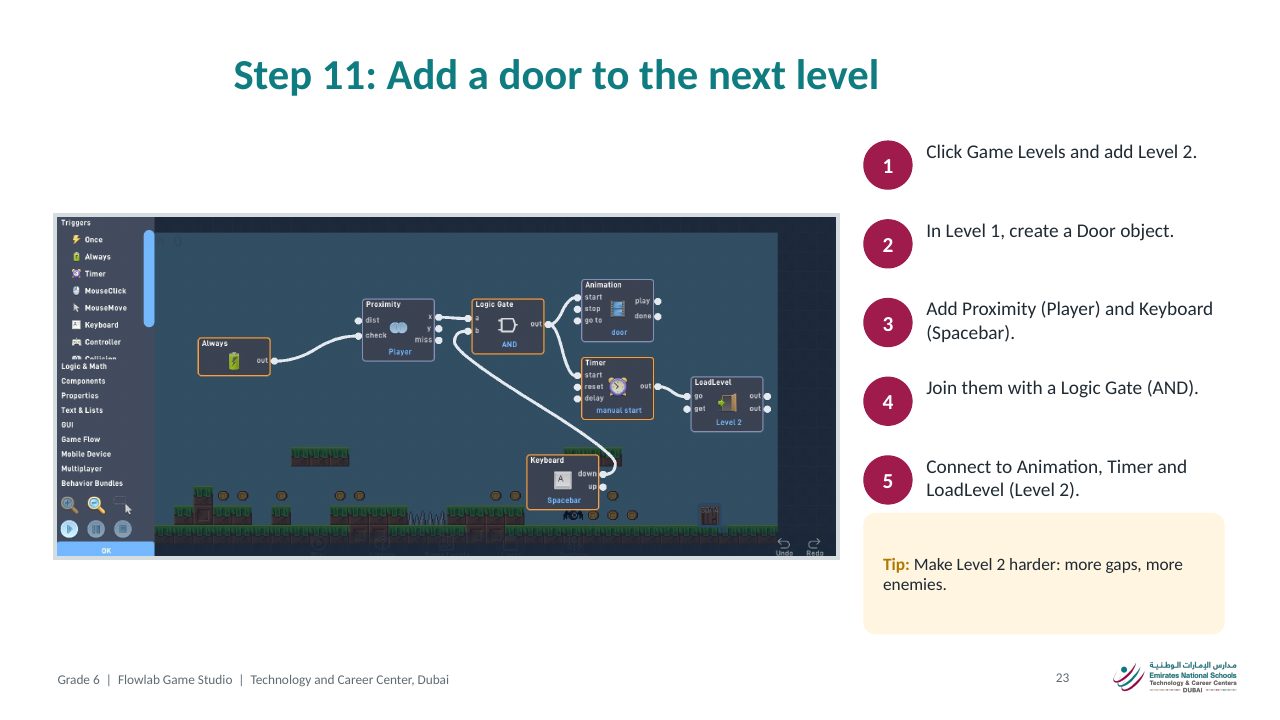 Step 11: Add a door to the next level
1
Click Game Levels and add Level 2.
2
In Level 1, create a Door object.
3
Add Proximity (Player) and Keyboard
(Spacebar).
4
Join them with a Logic Gate (AND).
5
Connect to Animation, Timer and
LoadLevel (Level 2).
Tip: Make Level 2 harder: more gaps, more
enemies.
Triggers
Once
Always
Timer
MouseClick
MouseMove
Keyboard
Controller
Collision
Logic & Math
Components
Properties
Text & Lists
GUI
Game Flow
Mobile Device
Multiplayer
Behavior Bundles
OK
Always
out
Proximity
dist
check
x
y
miss
Player
Logic Gate
a
b
out
AND
Animation
start
stop
go to
play
done
door
Timer
start
reset
delay
out
manual start
LoadLevel
go
get
out
out
Level 2
Keyboard
A
down
up
Spacebar
Undo
Redo
Grade 6 | Flowlab Game Studio | Technology and Career Center, Dubai
23
مدارس الإمارات الوطنية
Emirates National Schools
Technology & Career Centers
DUBAI